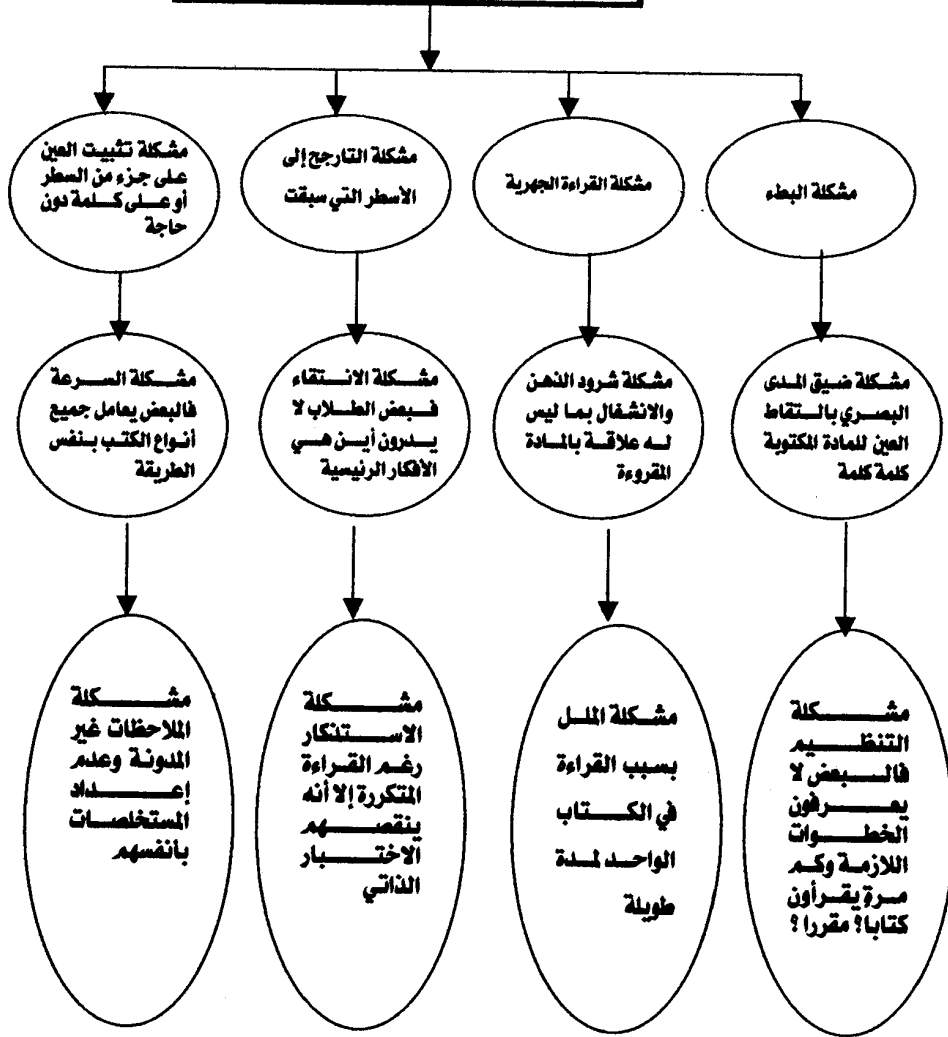 مشكلة البطء
مشكلة القراءة الجهرية
مشكلة التارجح إلى
الأسطر التي سبقت
مشكلة تثبيت العين
على جزء من السطر
أو على كلمة دون
حاجة
مشكلة ضيق المدى
البصري بالتقاط
العين للمادة المكتوبة
كلمة كلمة
مشكلة شرود الذهن
والانشغال بما ليس
له علاقة بالمادة
المقروءة
مشكلة الانتقاء
فبعض الطلاب لا
يدرون أين هي
الأفكار الرئيسية
مشكلة السرعة
فالبعض يعامل جميع
أنواع الكتب بنفس
الطريقة
مشكلة
التنظيم
فالبعض لا
يعرفون
الخطوات
اللازمة وكم
مرة يقرأون
كتابا؟ مقررا؟
مشكلة الملل
بسبب القراءة
في الكتاب
الواحد لمدة
طويلة
مشكلة
الاستذكار
رغم القراءة
المتكررة إلا أنه
ينقصهم
الاختبار
الذاتي
مشكلة
الملاحظات غير
المدونة وعدم
إعداد
المستخلصات
بأنفسهم